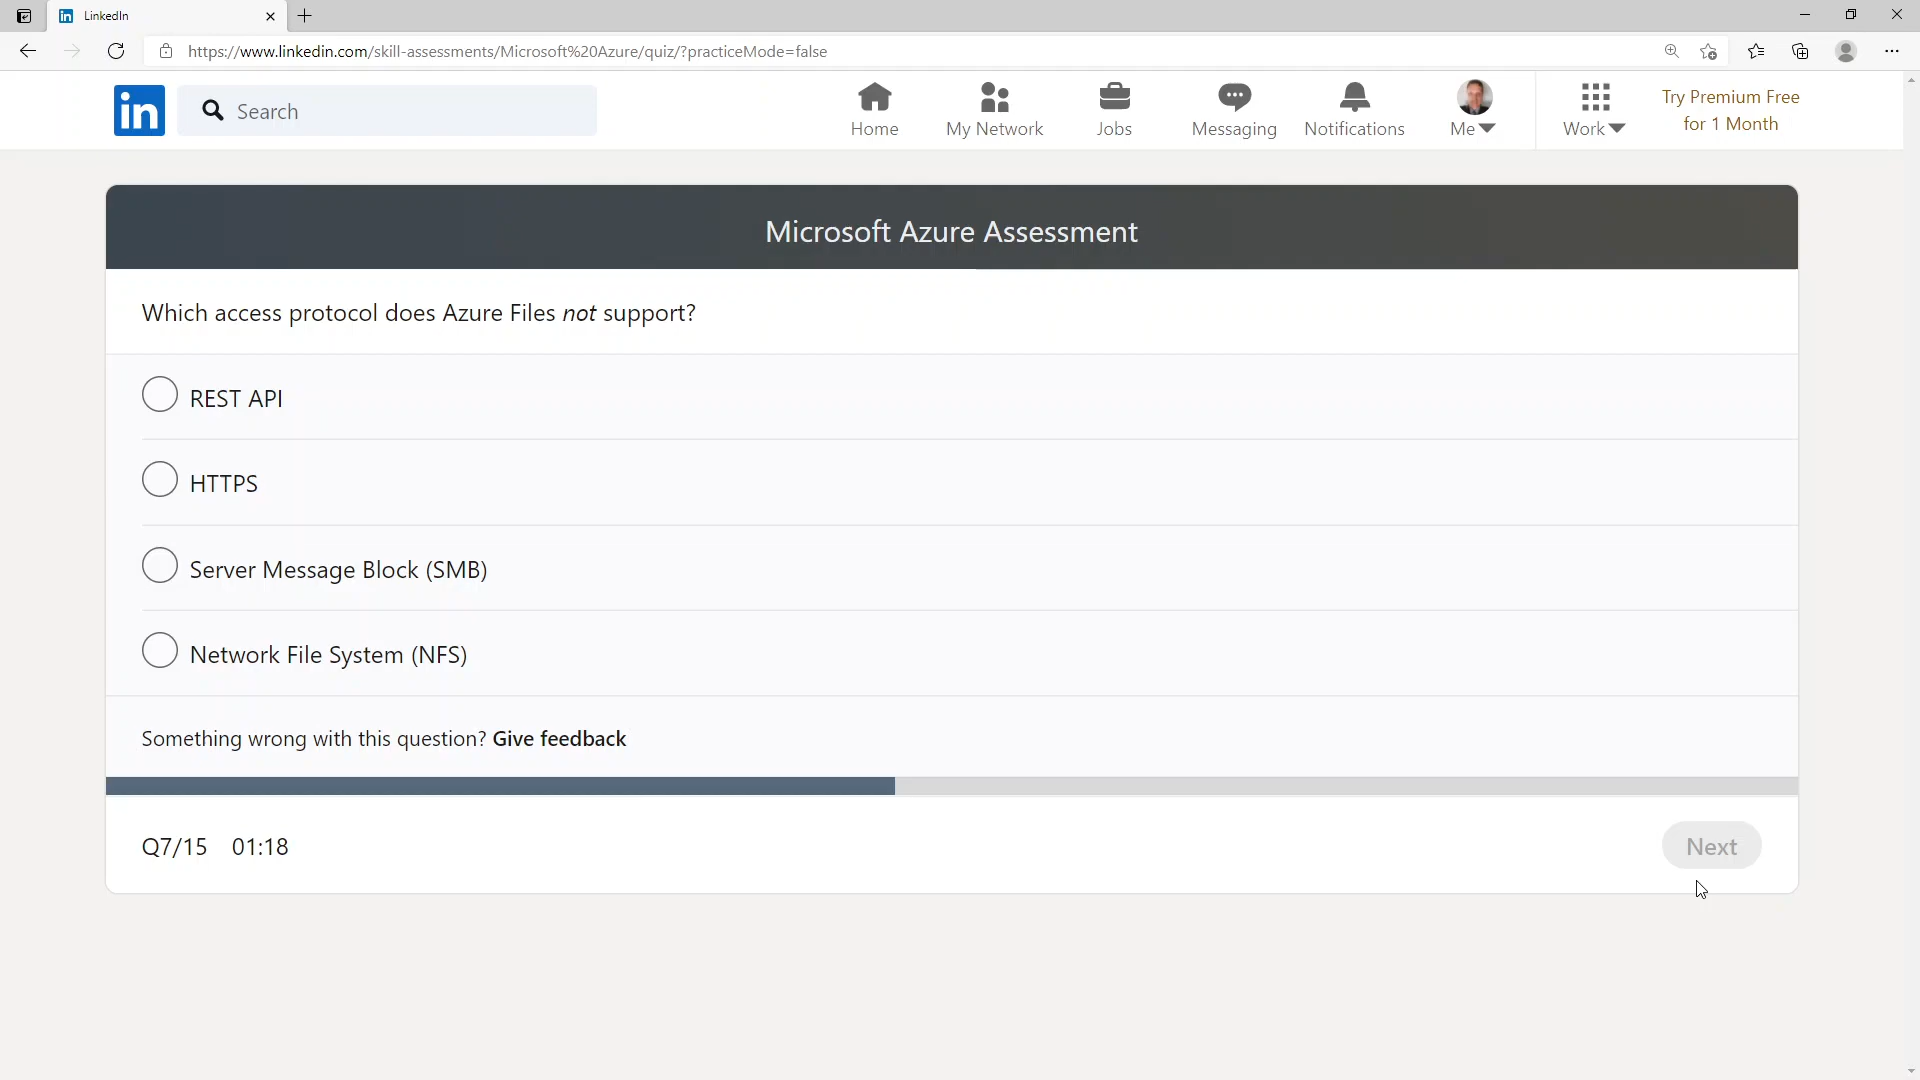 LinkedIn
https://www.linkedin.com/skill-assessments/Microsoft%20Azure/quiz/?practiceMode=false
in
Search
Home
My Network
Jobs
Messaging
Notifications
Me
Work
Try Premium Free
for 1 Month
Microsoft Azure Assessment
Which access protocol does Azure Files not support?
REST API
HTTPS
Server Message Block (SMB)
Network File System (NFS)
Something wrong with this question? Give feedback
Q7/15 01:18
Next